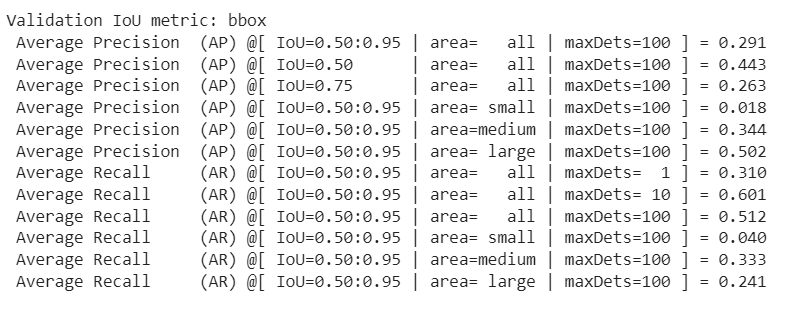 Validation IoU metric: bbox
 Average Precision  (AP) @[ IoU=0.50:0.95 | area=   all | maxDets=100 ] = 0.291
 Average Precision  (AP) @[ IoU=0.50      | area=   all | maxDets=100 ] = 0.443
 Average Precision  (AP) @[ IoU=0.75      | area=   all | maxDets=100 ] = 0.263
 Average Precision  (AP) @[ IoU=0.50:0.95 | area= small | maxDets=100 ] = 0.018
 Average Precision  (AP) @[ IoU=0.50:0.95 | area=medium | maxDets=100 ] = 0.344
 Average Precision  (AP) @[ IoU=0.50:0.95 | area= large | maxDets=100 ] = 0.502
 Average Recall     (AR) @[ IoU=0.50:0.95 | area=   all | maxDets=  1 ] = 0.310
 Average Recall     (AR) @[ IoU=0.50:0.95 | area=   all | maxDets= 10 ] = 0.601
 Average Recall     (AR) @[ IoU=0.50:0.95 | area=   all | maxDets=100 ] = 0.512
 Average Recall     (AR) @[ IoU=0.50:0.95 | area= small | maxDets=100 ] = 0.040
 Average Recall     (AR) @[ IoU=0.50:0.95 | area=medium | maxDets=100 ] = 0.333
 Average Recall     (AR) @[ IoU=0.50:0.95 | area= large | maxDets=100 ] = 0.241